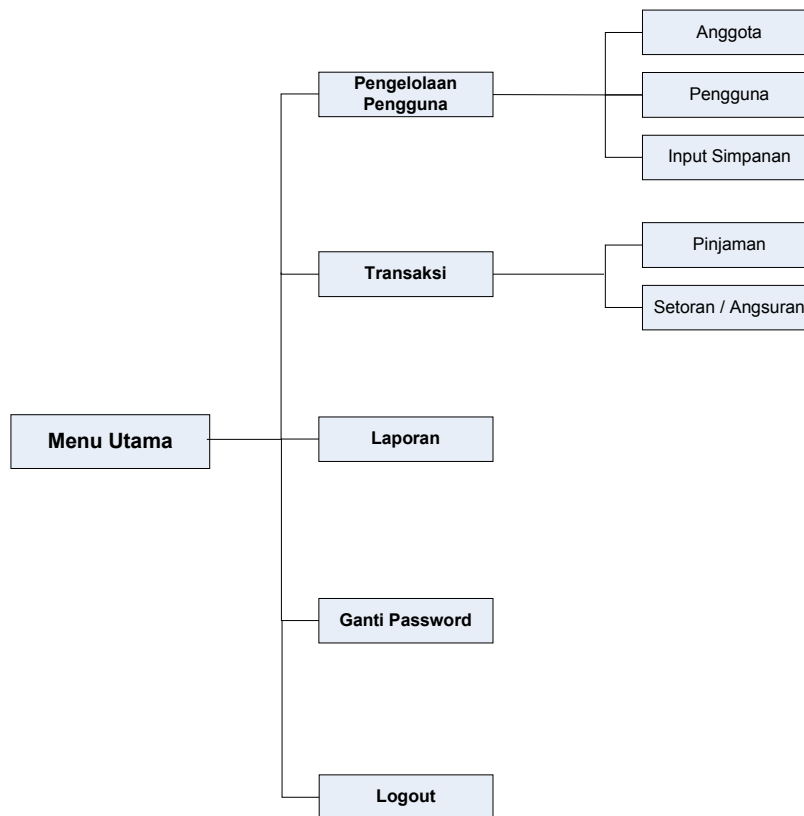 Anggota
Pengelolaan
Pengguna
Pengguna
Input Simpanan
Transaksi
Pinjaman
Setoran / Angsuran
Menu Utama
Laporan
Ganti Password
Logout